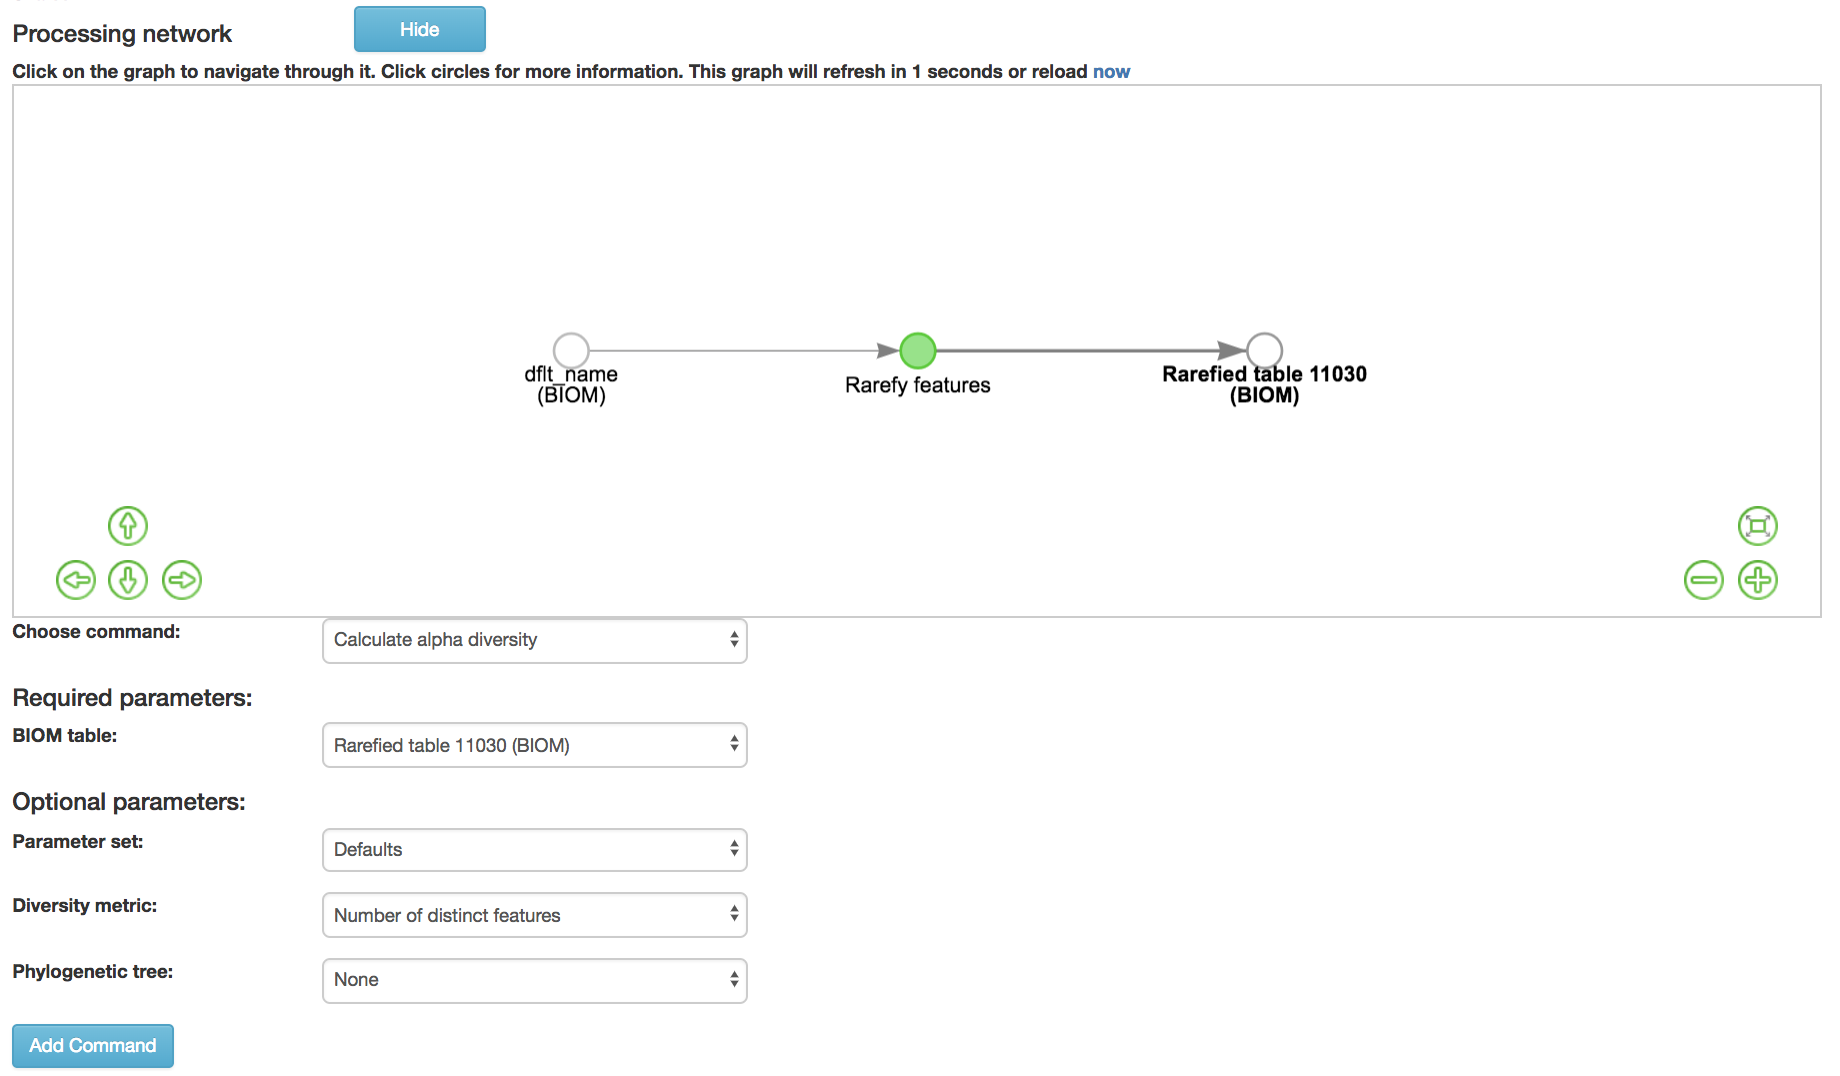 Processing network
Hide
Click on the graph to navigate through it. Click circles for more information. This graph will refresh in 1 seconds or reload now
dflt_name
(BIOM)
Rarefy features
Rarefied table 11030
(BIOM)
Choose command:
Calculate alpha diversity
Required parameters:
BIOM table:
Rarefied table 11030 (BIOM)
Optional parameters:
Parameter set:
Defaults
Diversity metric:
Number of distinct features
Phylogenetic tree:
None
Add Command